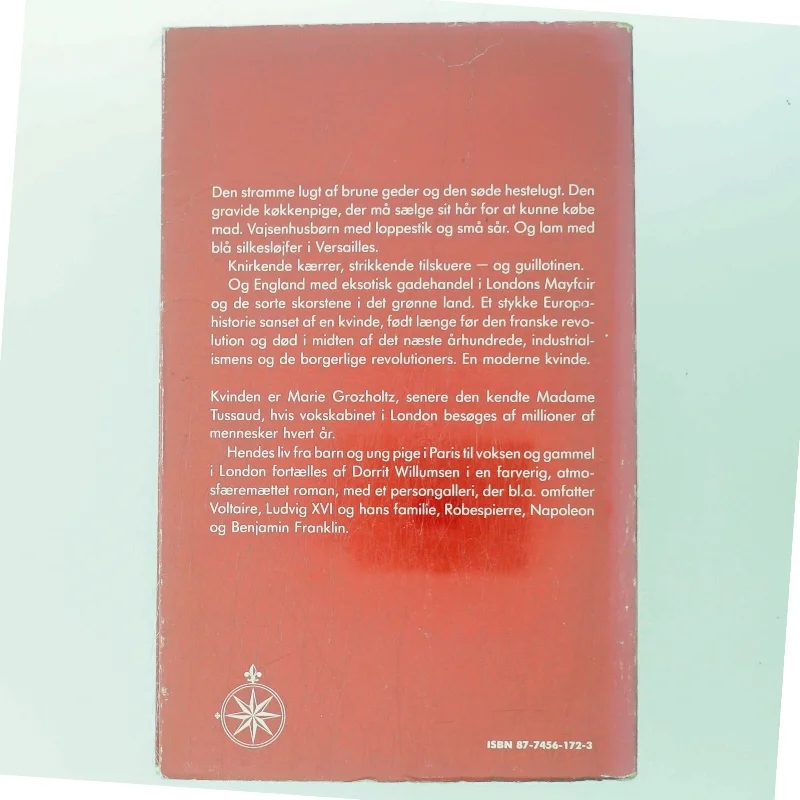 Den stramme lugt af brune geder og den søde hestelugt. Den
gravide køkkenpige, der må sælge sit hår for at kunne købe
mad. Vajsenhusbørn med loppestik og små sår. Og lam med
blå silkesløjfer i Versailles.
Knirkende kærrer, strikkende tilskuere — og guillotinen.
Og England med eksotisk gadehandel i Londons Mayfair
og de sorte skorstene i det grønne land. Et stykke Europa-
historie sanset af en kvinde, født længe før den franske revo-
lution og død i midten af det næste århundrede, industrial-
ismens og de borgerlige revolutioners. En moderne kvinde.
Kvinden er Marie Grozholtz, senere den kendte Madame
Tussaud, hvis vokskabinet i London besøges af millioner af
mennesker hvert år.
Hendes liv fra barn og ung pige i Paris til voksen og gammel
i London fortælles af Dorrit Willumsen i en farverig, atmo-
sfæremættet roman, med et persongalleri, der bl.a. omfatter
Voltaire, Ludvig XVI og hans familie, Robespierre, Napoleon
og Benjamin Franklin.
ISBN 87-7456-172-3